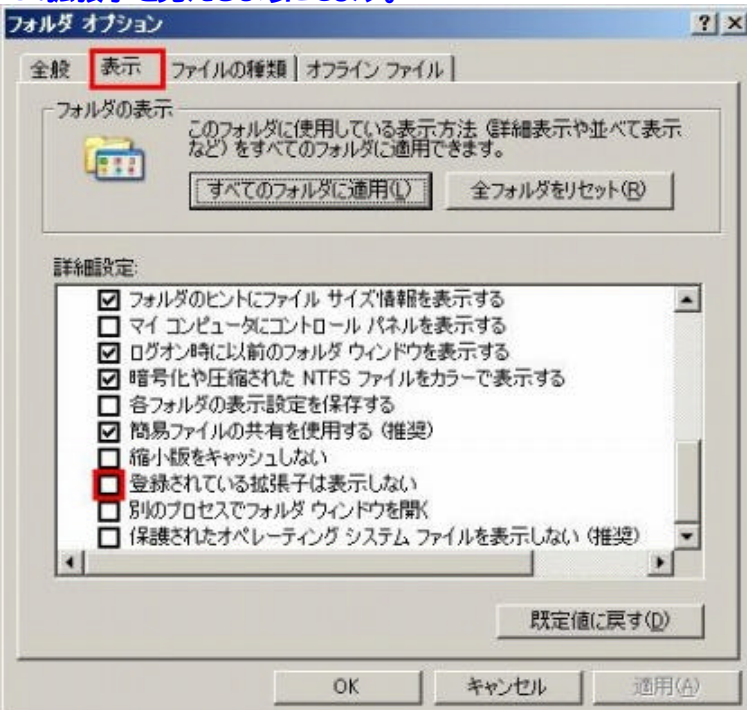 フォルダ オプション
全般 表示 ファイルの種類 オフライン ファイル
フォルダの表示
このフォルダに使用している表示方法 (詳細表示や並べて表示
など) をすべてのフォルダに適用できます。
すべてのフォルダに適用(L) 全フォルダをリセット(R)
詳細設定:
フォルダのヒントにファイル サイズ情報を表示する
マイ コンピュータにコントロール パネルを表示する
ログオン時に以前のフォルダ ウィンドウを表示する
暗号化や圧縮された NTFS ファイルをカラーで表示する
各フォルダの表示設定を保存する
簡易ファイルの共有を使用する (推奨)
縮小版をキャッシュしない
登録されている拡張子は表示しない
別のプロセスでフォルダ ウィンドウを開く
保護されたオペレーティング システム ファイルを表示しない (推奨)
既定値に戻す(D)
OK キャンセル 適用(A)